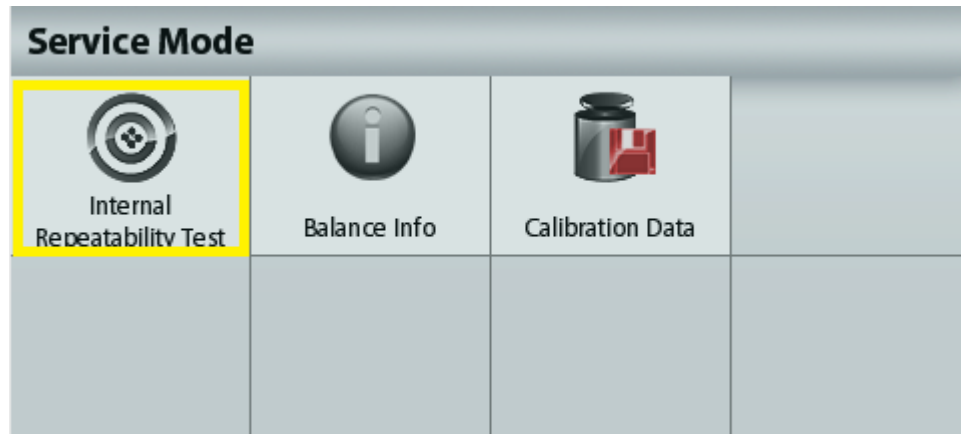 Service Mode
Internal
Repeatability Test
Balance Info
Calibration Data